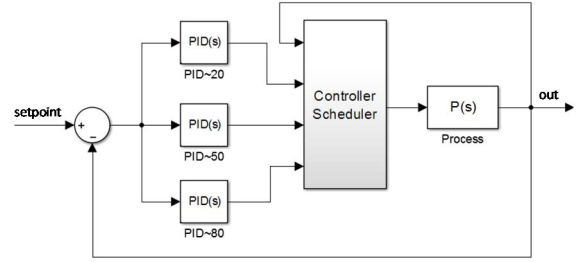 setpoint
+
−
PID(s)
PID~20
PID(s)
PID~50
PID(s)
PID~80
Controller
Scheduler
P(s)
Process
out